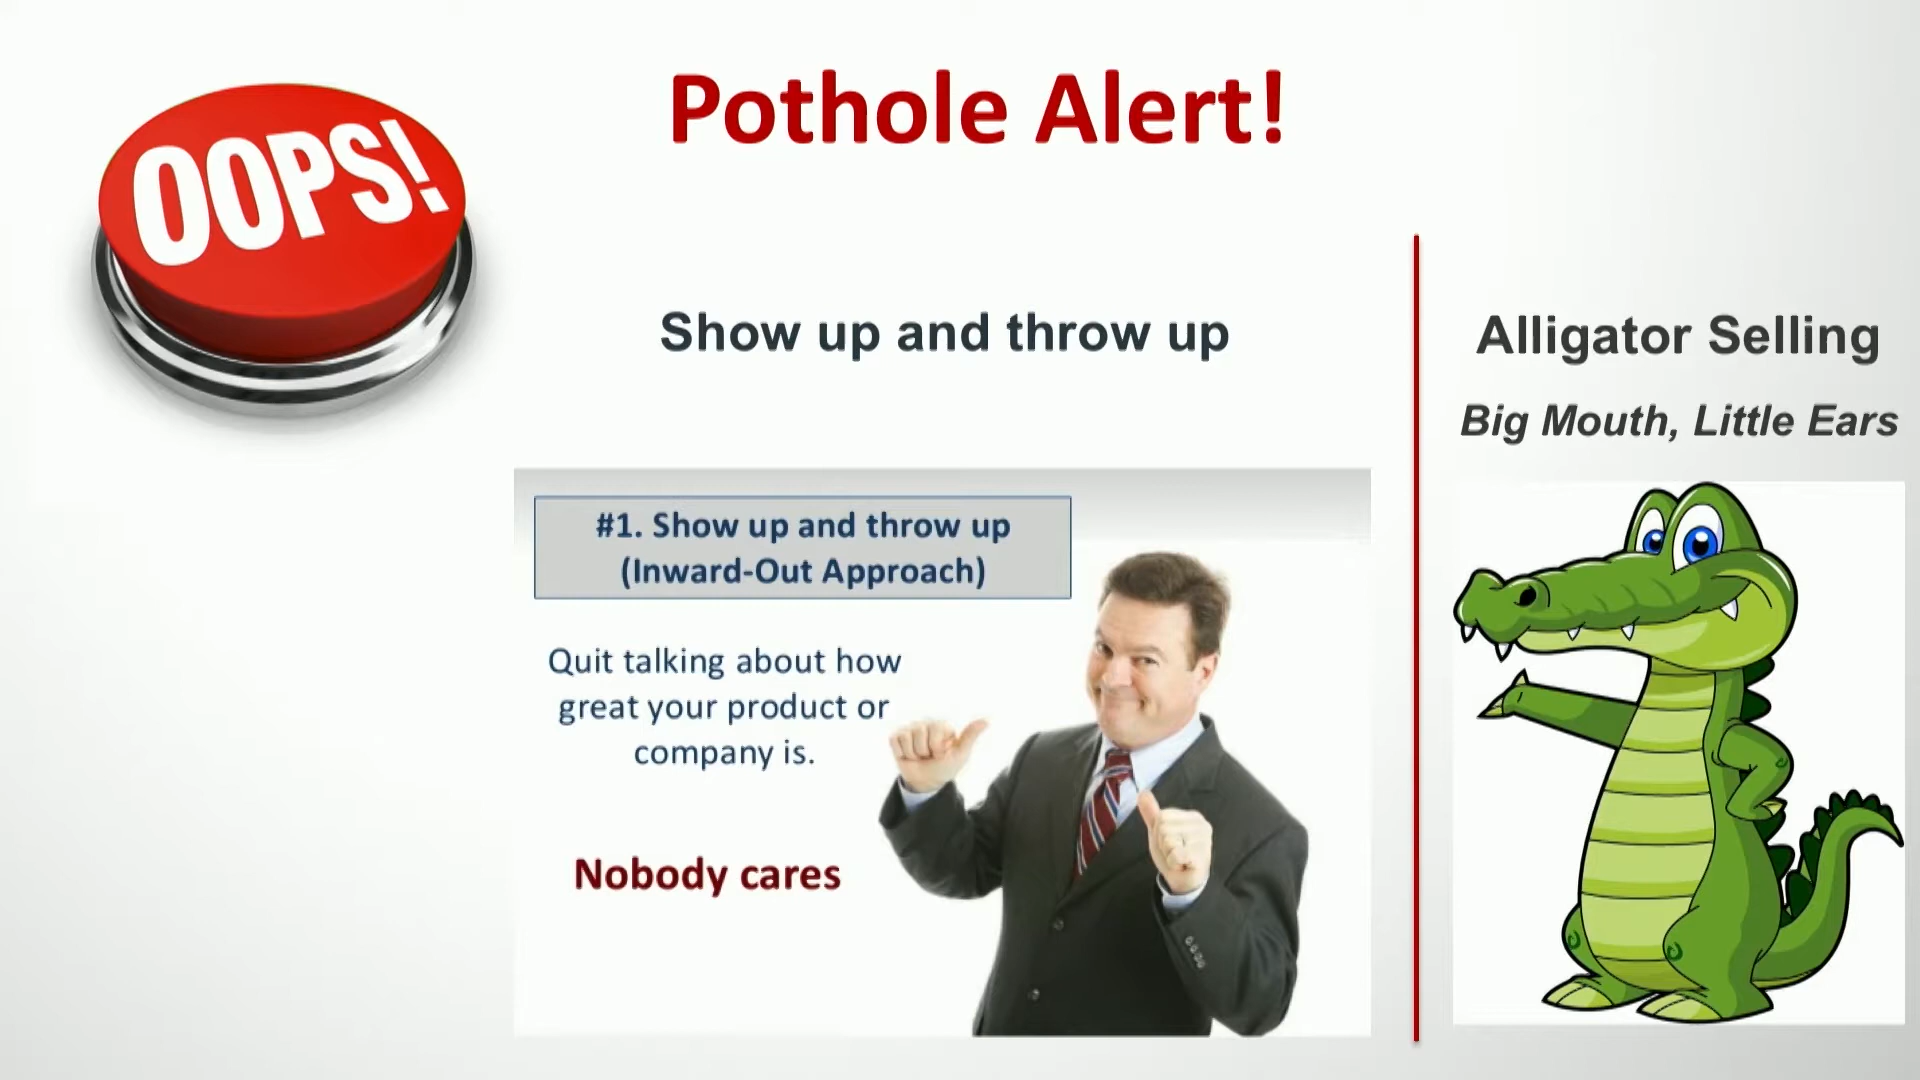 OOPS!
Pothole Alert!
Show up and throw up
#1. Show up and throw up
(Inward-Out Approach)
Quit talking about how
great your product or
company is.
Nobody cares
Alligator Selling
Big Mouth, Little Ears